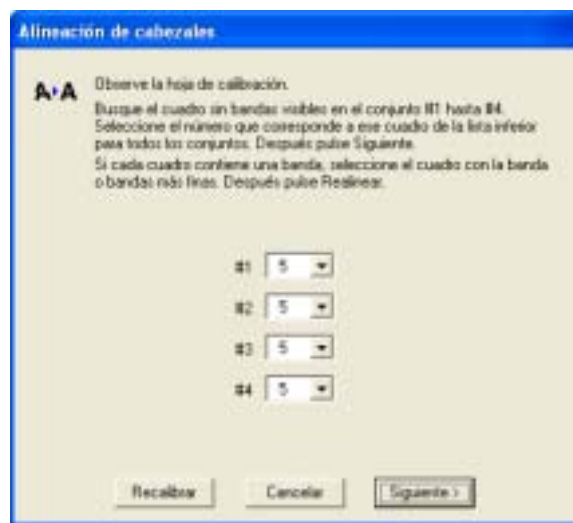 Alineación de cabezales
A A
Observe la hoja de calibración.
Busque el cuadro sin bandas visibles en el conjunto #1 hasta #4.
Seleccione el número que corresponde a ese cuadro de la lista inferior
para todos los conjuntos. Después pulse Siguiente.
Si cada cuadro contiene una banda, seleccione el cuadro con la banda
o bandas más finas. Después pulse Realinear.
#1 5
#2 5
#3 5
#4 5
Recalibrar Cancelar Siguiente >